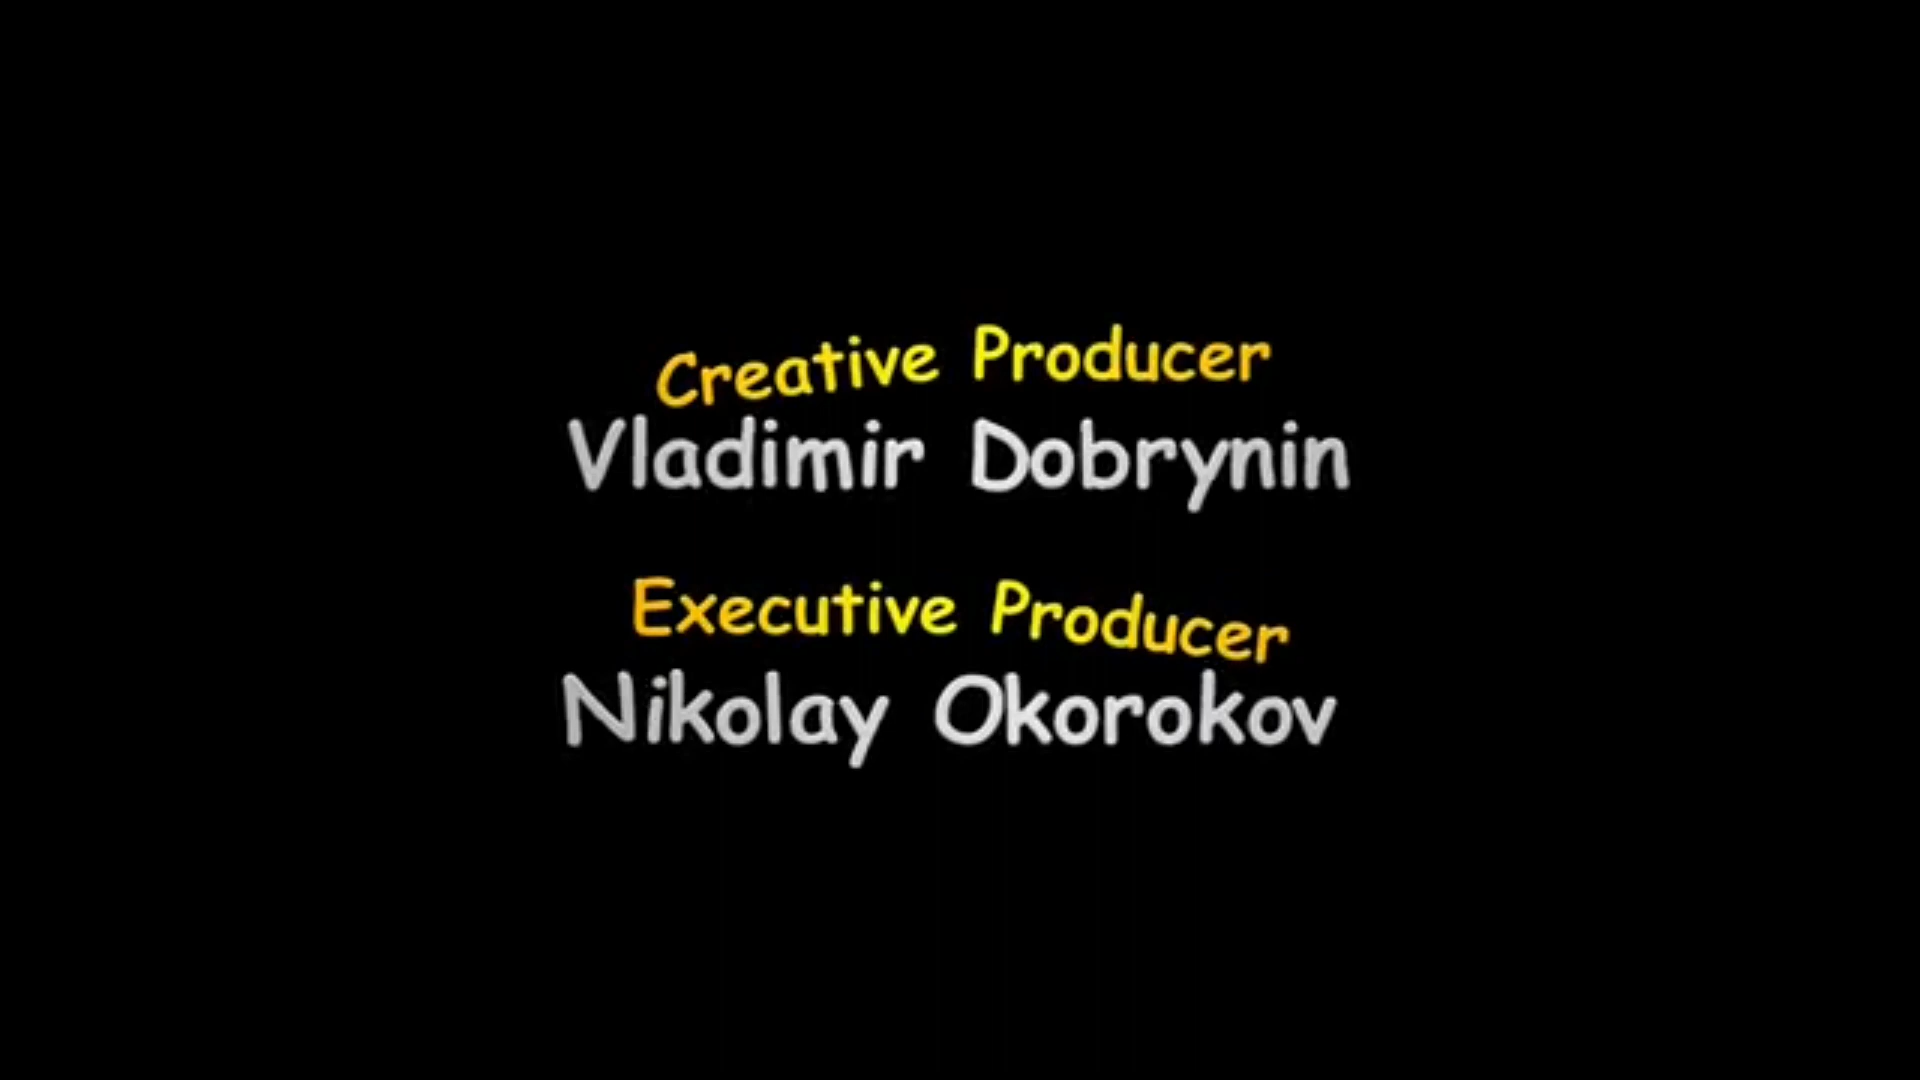 Creative Producer
Vladimir Dobrynin
Executive Producer
Nikolay Okorokov